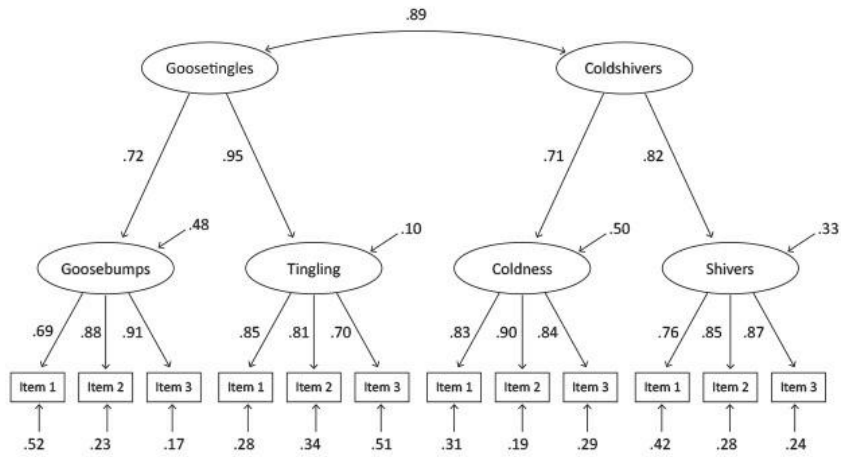 .89
Goosetingles Coldshivers
.72 .95 .71 .82
.48 .10 .50 .33
Goosebumps Tingling Coldness Shivers
.69 .88 .91 .85 .81 .70 .83 .90 .84 .76 .85 .87
Item 1 Item 2 Item 3 Item 1 Item 2 Item 3 Item 1 Item 2 Item 3 Item 1 Item 2 Item 3
.52 .23 .17 .28 .34 .51 .31 .19 .29 .42 .28 .24